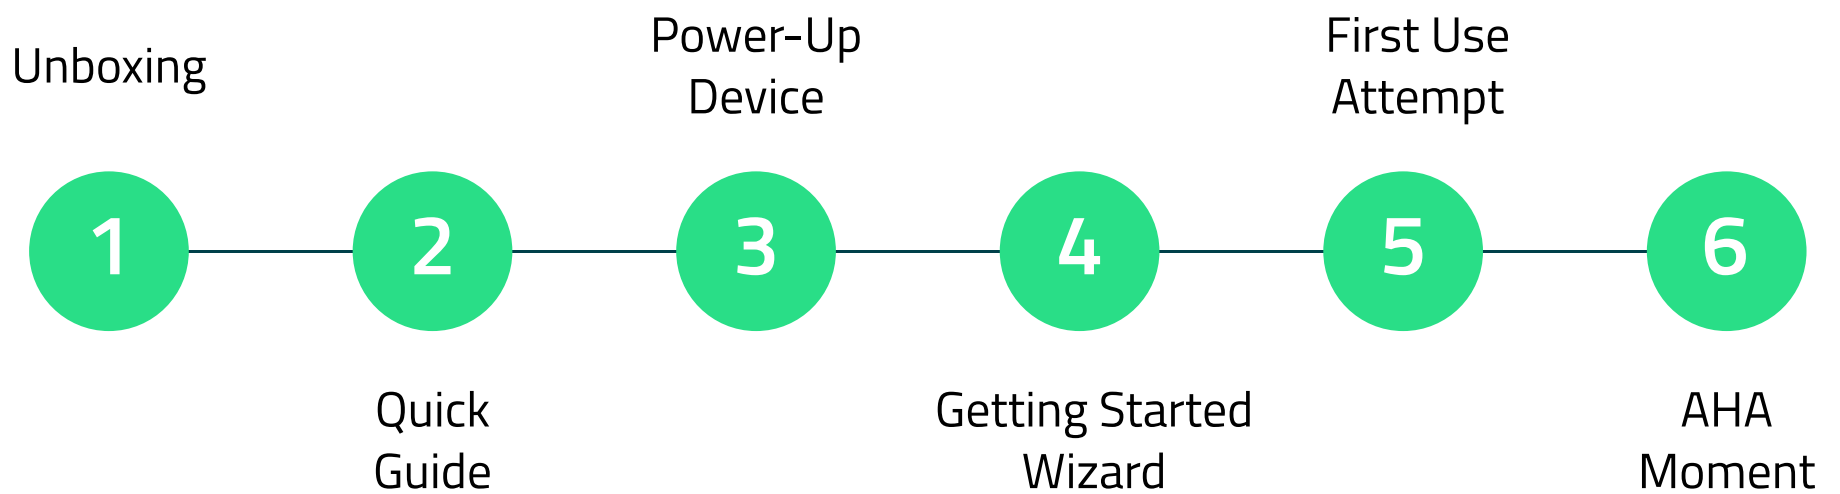 Unboxing
Power-Up
Device
First Use
Attempt
1
2
3
4
5
6
Quick
Guide
Getting Started
Wizard
AHA
Moment